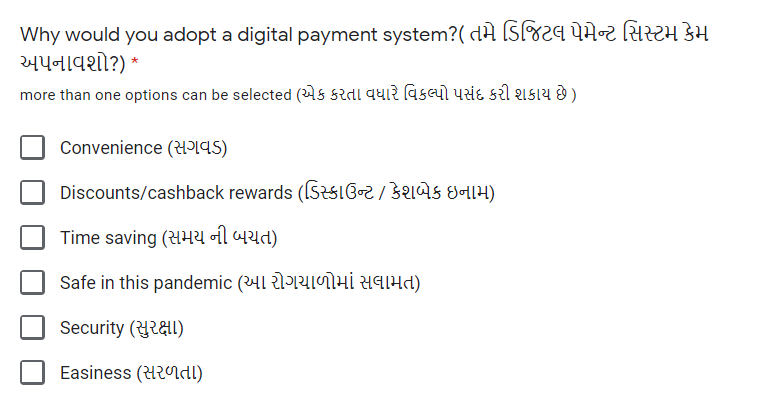 Why would you adopt a digital payment system?( તમે ડિજિટલ પેમેન્ટ સિસ્ટમ કેમ
અપનાવશો?) *
more than one options can be selected (એક કરતા વધારે વિકલ્પો પસંદ કરી શકાય છે )
Convenience (સગવડ)
Discounts/cashback rewards (ડિસ્કાઉન્ટ / કેશબેક ઇનામ)
Time saving (સમય ની બચત)
Safe in this pandemic (આ રોગચાળોમાં સલામત)
Security (સુરક્ષા)
Easiness (સરળતા)